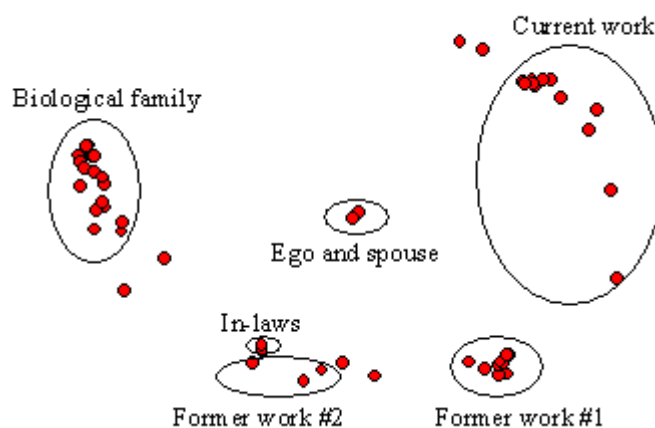 Current work
Biological family
Ego and spouse
In-laws
Former work #2
Former work #1